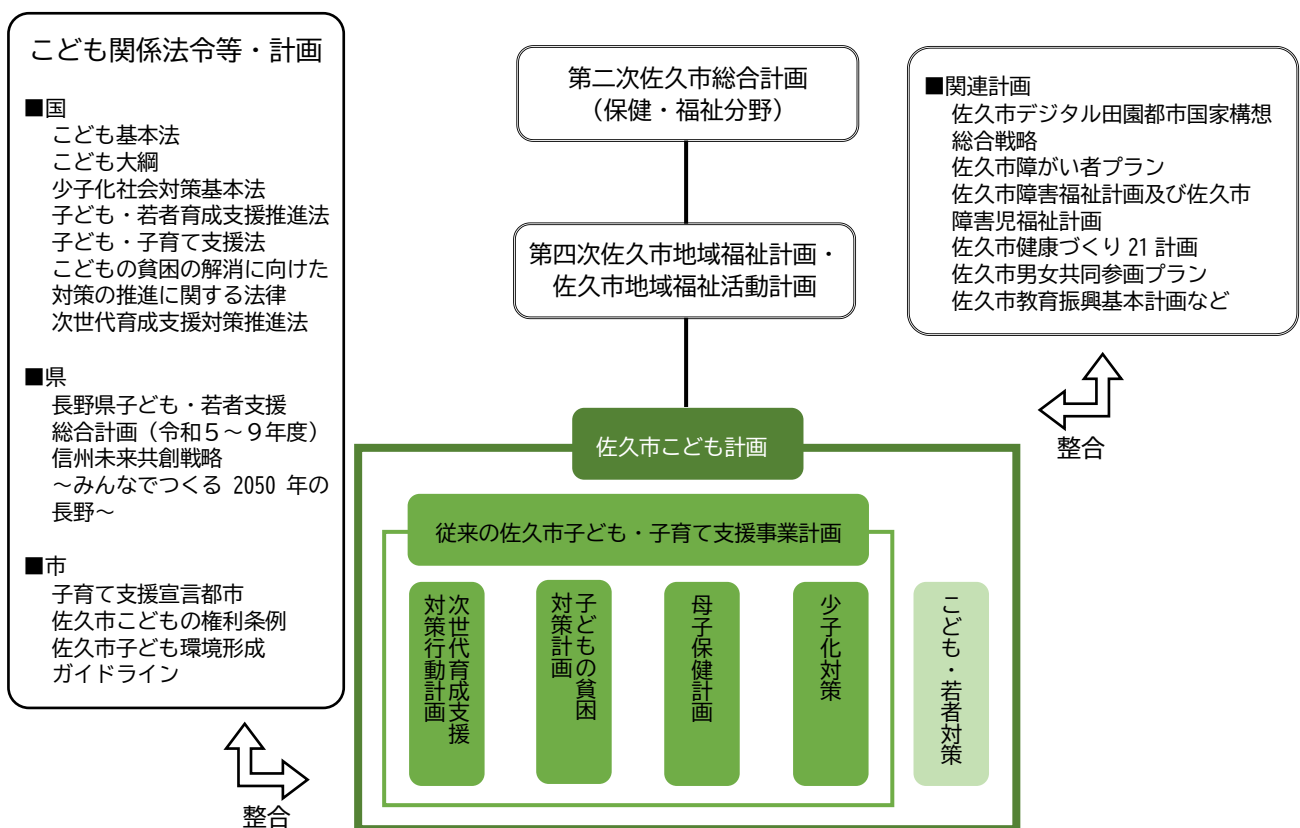 こども関係法令等・計画
■国
こども基本法
こども大綱
少子化社会対策基本法
子ども・若者育成支援推進法
子ども・子育て支援法
こどもの貧困の解消に向けた
対策の推進に関する法律
次世代育成支援対策推進法
■県
長野県子ども・若者支援
総合計画（令和５～９年度）
信州未来共創戦略
～みんなでつくる 2050 年の
長野～
■市
子育て支援宣言都市
佐久市こどもの権利条例
佐久市子ども環境形成
ガイドライン
整合
第二次佐久市総合計画
（保健・福祉分野）
第四次佐久市地域福祉計画・
佐久市地域福祉活動計画
■関連計画
佐久市デジタル田園都市国家構想
総合戦略
佐久市障がい者プラン
佐久市障害福祉計画及び佐久市
障害児福祉計画
佐久市健康づくり 21 計画
佐久市男女共同参画プラン
佐久市教育振興基本計画など
整合
佐久市こども計画
従来の佐久市子ども・子育て支援事業計画
次世代育成支援
対策行動計画
子どもの貧困
対策計画
母子保健計画
少子化対策
こども・若者対策